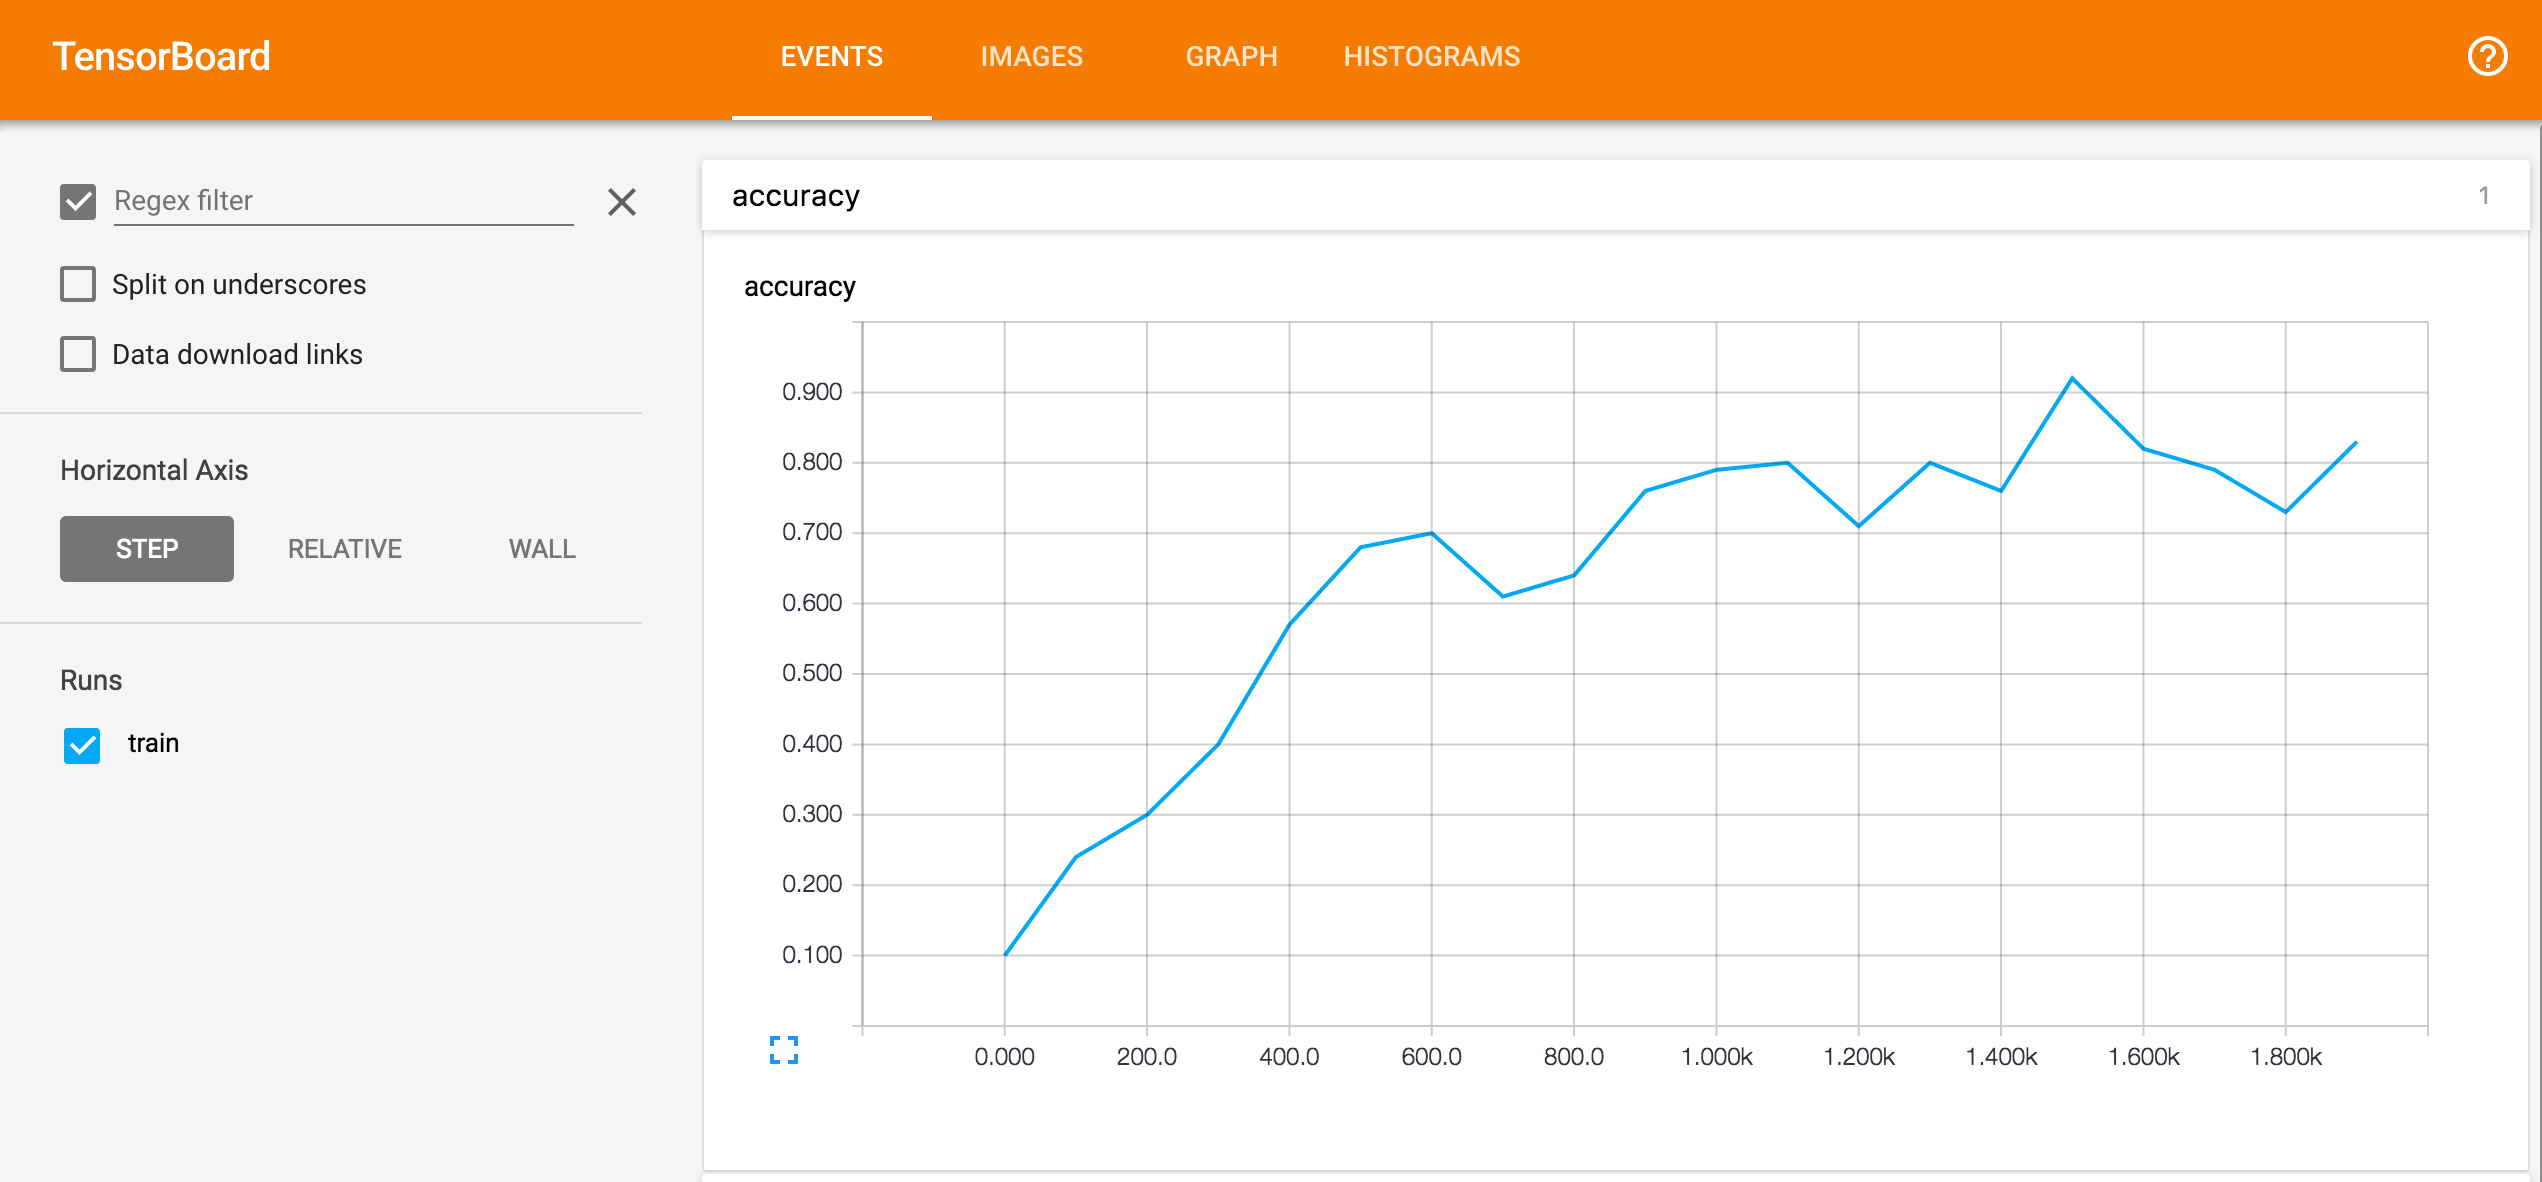 TensorBoard
EVENTS IMAGES GRAPH HISTOGRAMS
Regex filter
Split on underscores
Data download links
Horizontal Axis
STEP RELATIVE WALL
Runs
train
accuracy 1
accuracy
0.900
0.800
0.700
0.600
0.500
0.400
0.300
0.200
0.100
0.000 200.0 400.0 600.0 800.0 1.000k 1.200k 1.400k 1.600k 1.800k